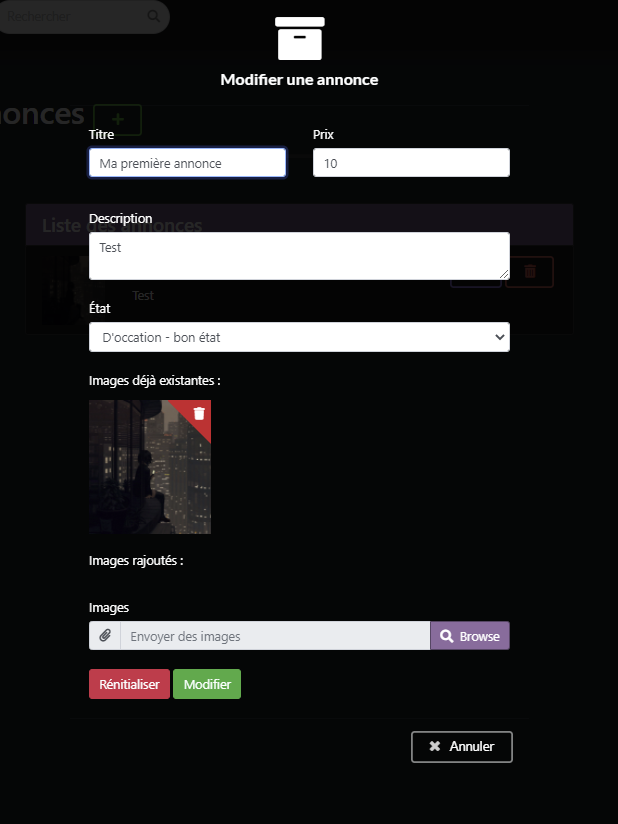 Rechercher
Modifier une annonce
nonces
Titre
Prix
Ma première annonce
10
Description
Liste des annonces
Test
Test
État
D'occation - bon état
Images déjà existantes :
Images rajoutés :
Images
Envoyer des images
Browse
Rénitialiser
Modifier
Annuler